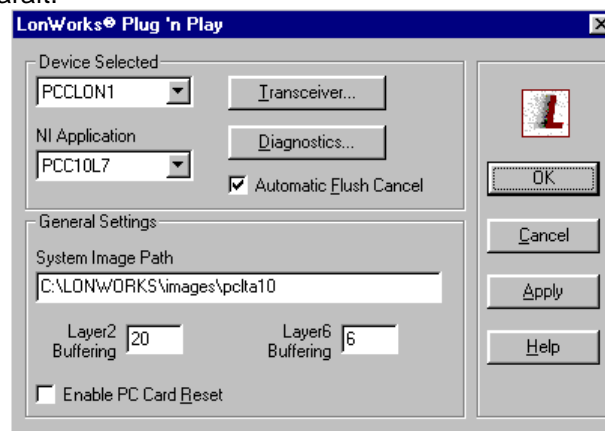 LonWorks® Plug 'n Play
Device Selected
PCCLON1
Transceiver...
NI Application
PCC10L7
Diagnostics...
Automatic Flush Cancel
General Settings
System Image Path
C:\LONWORKS\images\pclta10
Layer2 Buffering 20
Layer6 Buffering 6
Enable PC Card Reset
L
OK
Cancel
Apply
Help